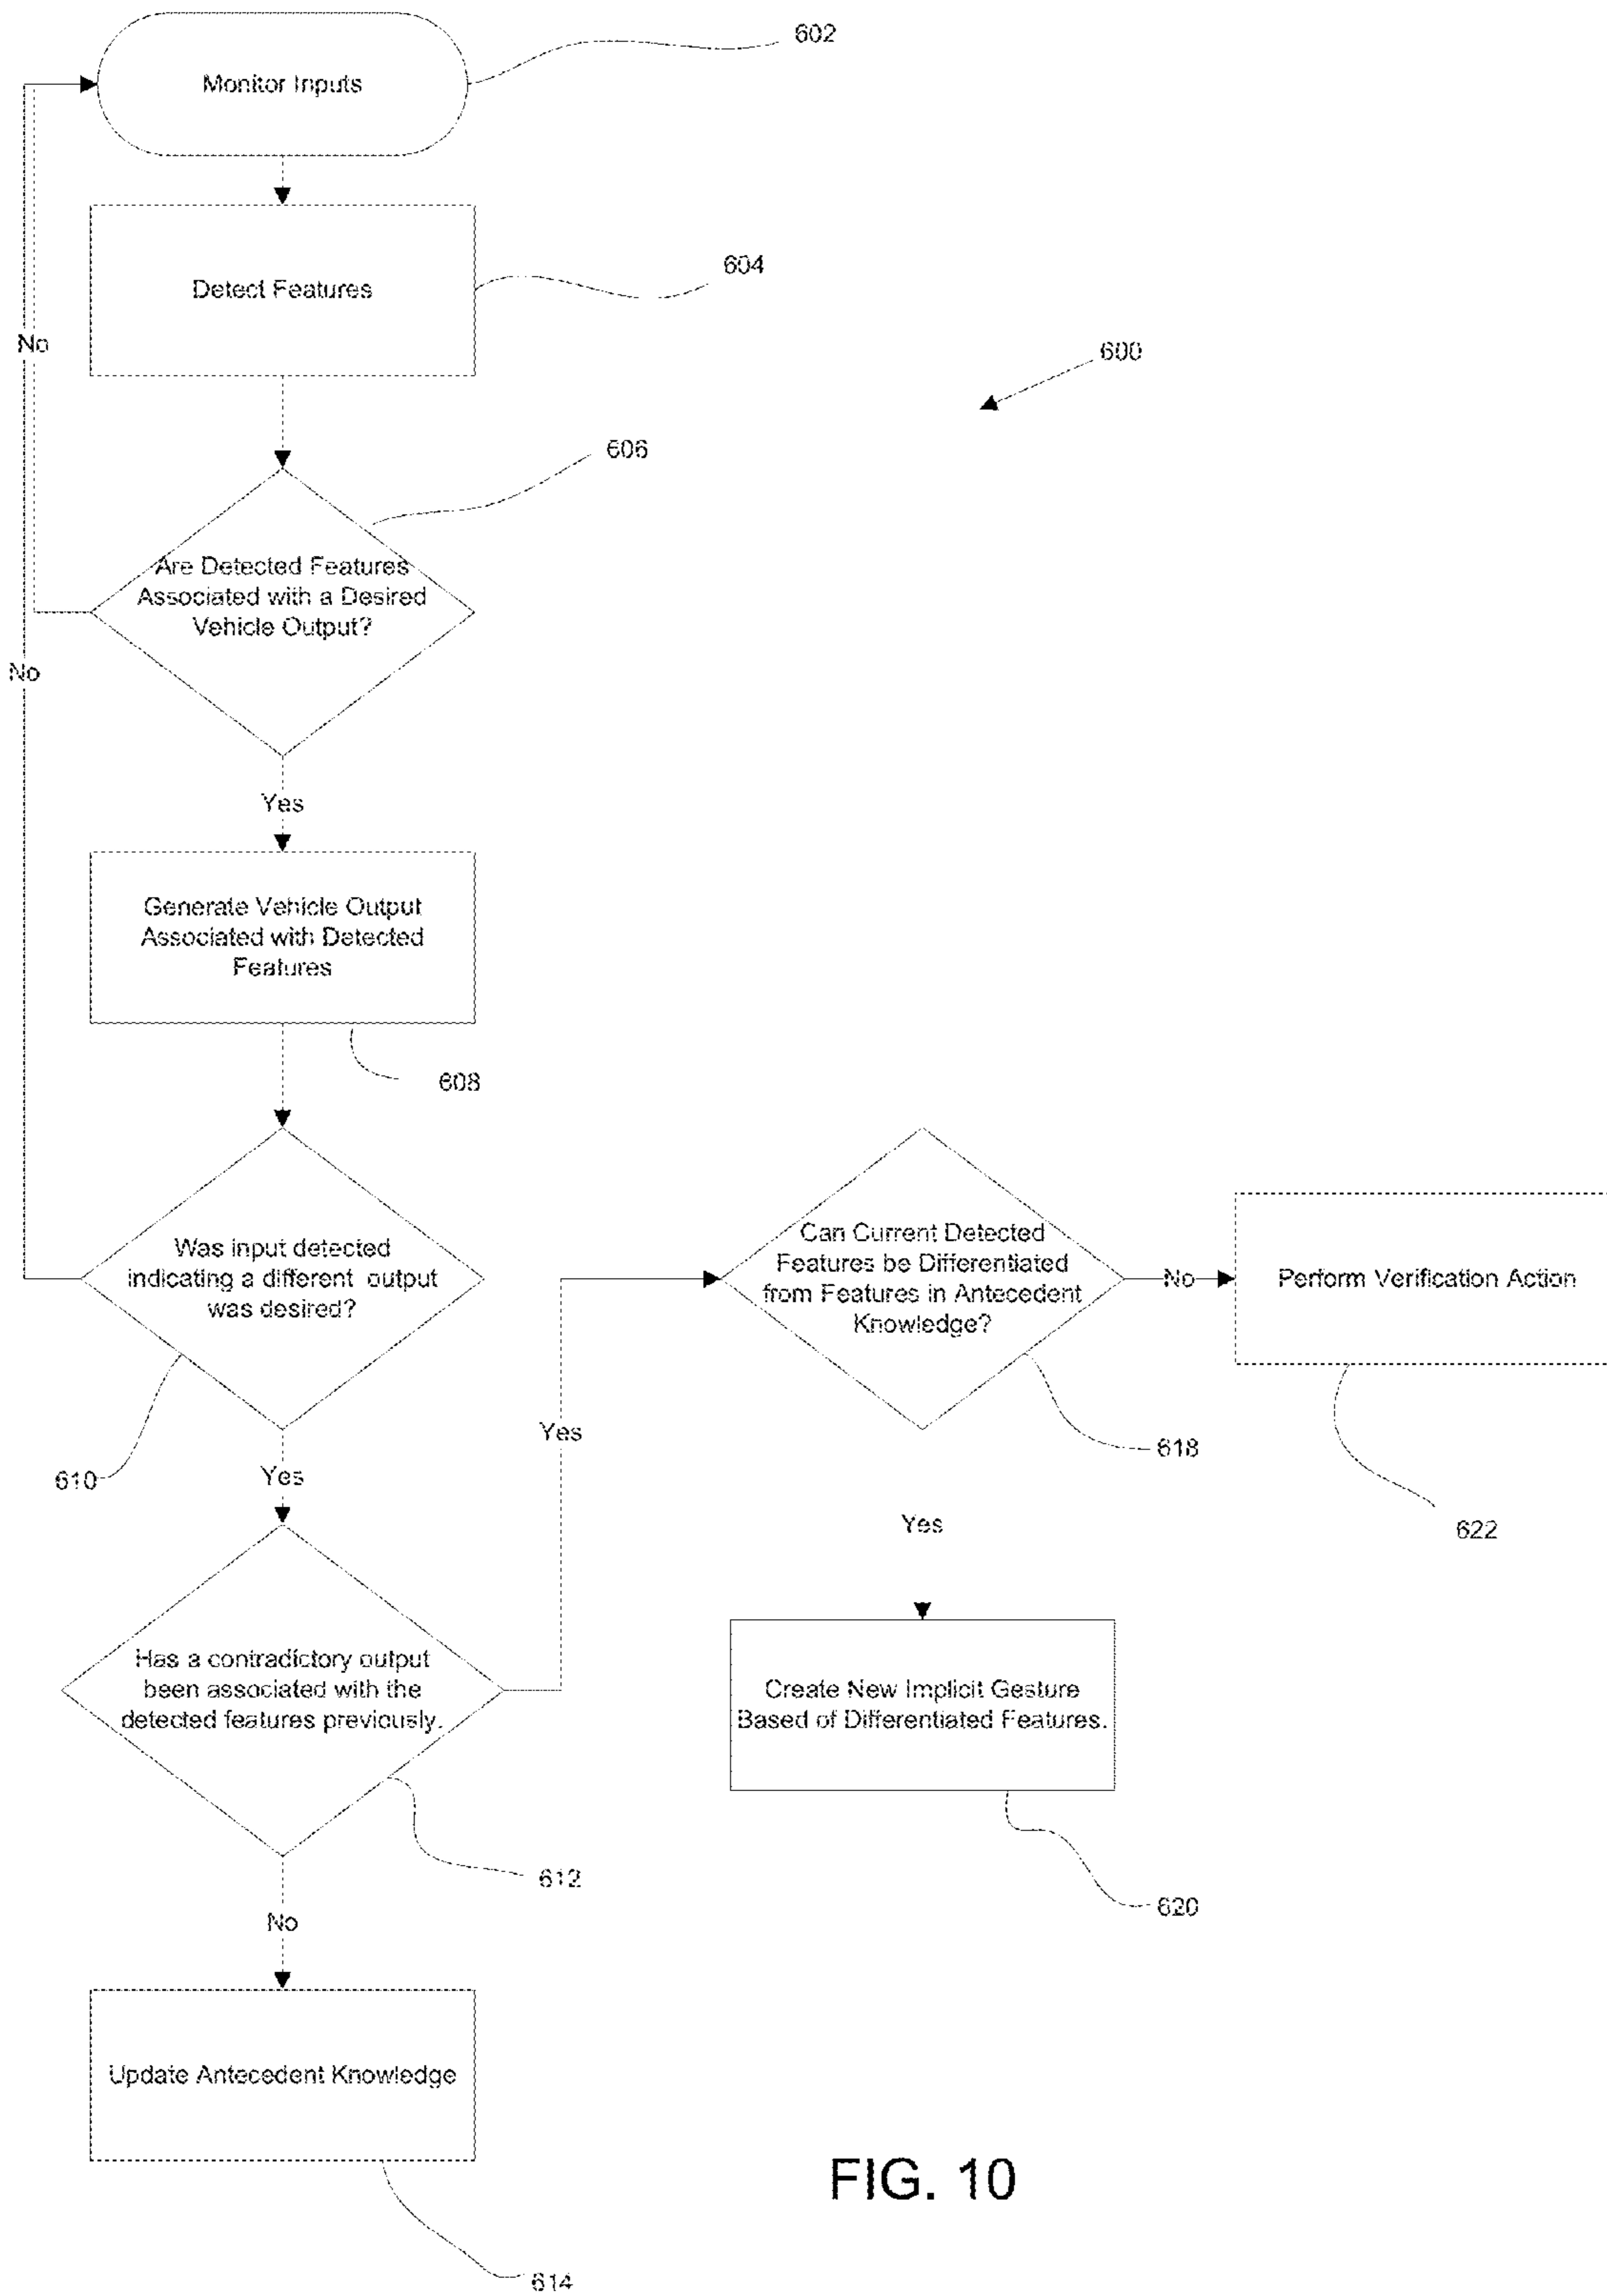 602
Monitor Inputs
604
Detect Features
No
600
606
Are Detected Features
Associated with a Desired
Vehicle Output?
No
Yes
Generate Vehicle Output
Associated with Detected
Features
608
Was input detected
indicating a different output
was desired?
Can Current Detected
Features be Differentiated
from Features in Antecedent
Knowledge?
No
Perform Verification Action
Yes
618
610
Yes
Yes
622
Has a contradictory output
been associated with the
detected features previously.
Create New Implicit Gesture
Based of Differentiated Features.
612
620
No
Update Antecedent Knowledge
FIG. 10
614